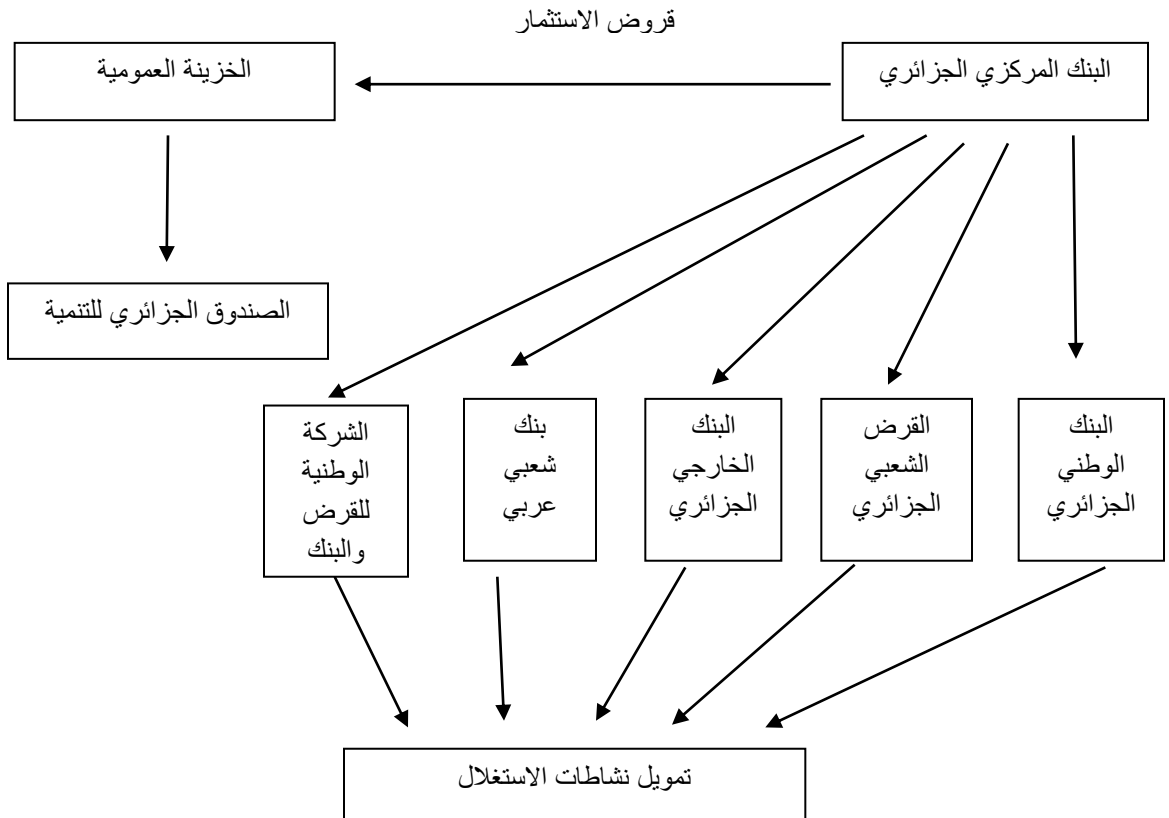 قروض الاستثمار
البنك المركزي الجزائري
الخزينة العمومية
الصندوق الجزائري للتنمية
البنك
الوطني
الجزائري
القرض
الشعبي
الجزائري
البنك
الخارجي
الجزائري
بنك
شعبي
عربي
الشركة
الوطنية
للقرض
والبنك
تمويل نشاطات الاستغلال